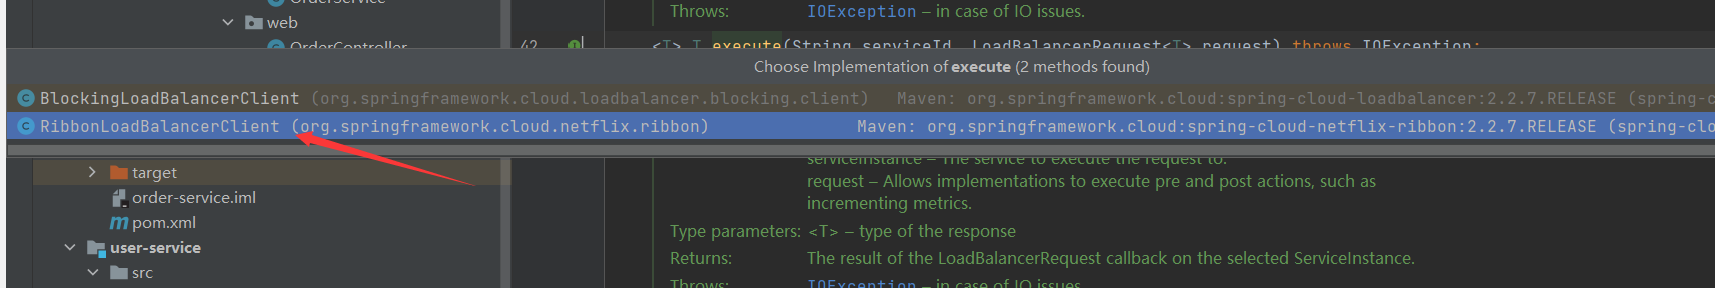 OrderService
Throws: IOException – in case of IO issues.
web
OrderController
42 <T> T execute(String serviceId, LoadBalancerRequest<T> request) throws IOException;
Choose Implementation of execute (2 methods found)
BlockingLoadBalancerClient (org.springframework.cloud.loadbalancer.blocking.client) Maven: org.springframework.cloud:spring-cloud-loadbalancer:2.2.7.RELEASE (spring-c
RibbonLoadBalancerClient (org.springframework.cloud.netflix.ribbon) Maven: org.springframework.cloud:spring-cloud-netflix-ribbon:2.2.7.RELEASE (spring-clo
serviceInstance – The service to execute the request to.
target
request – Allows implementations to execute pre and post actions, such as
order-service.iml
incrementing metrics.
pom.xml
Type parameters: <T> – type of the response
user-service
Returns: The result of the LoadBalancerRequest callback on the selected ServiceInstance.
src
Throws: IOException – in case of IO issues